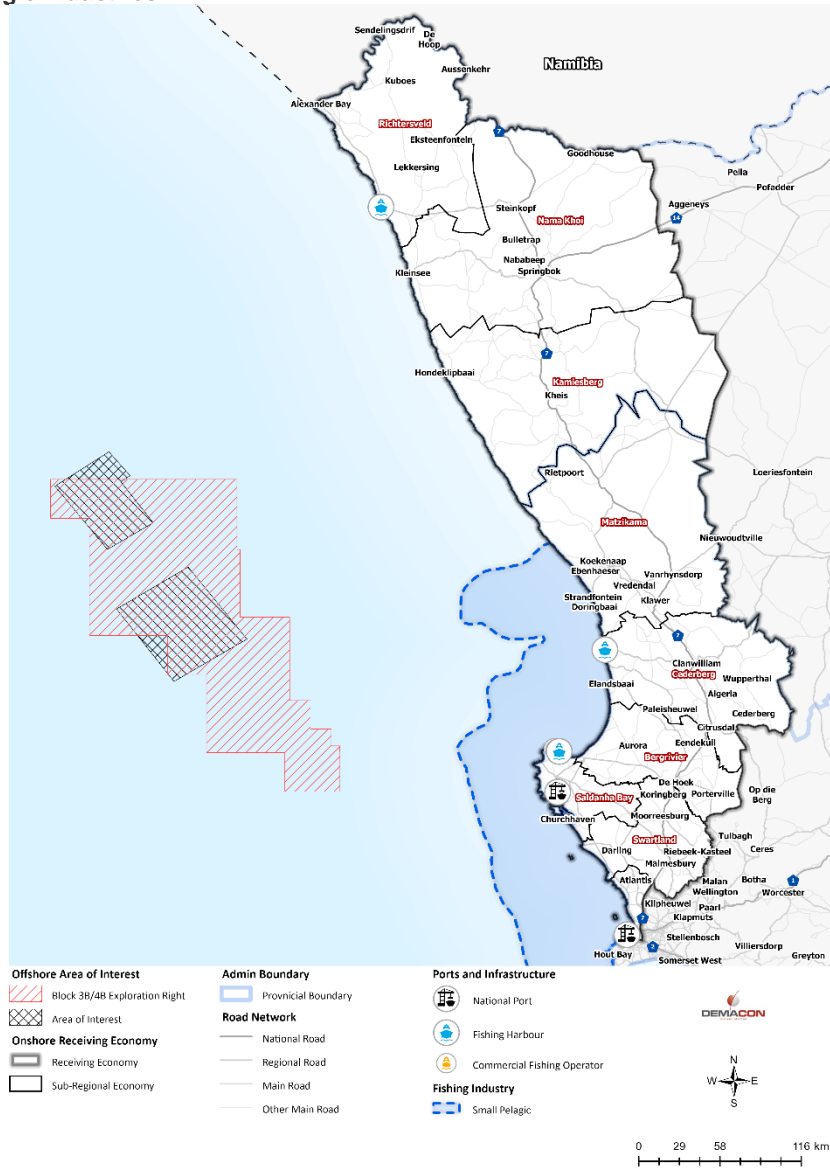 Sendelingsdrif
De
Hoop
Namibia
Aussenkehr
Kuboes
Alexander Bay
Richtersveld
7
Eksteenfontein
Goodhouse
Lekkersing
Pella
Pofadder
Aggeneys
14
Steinkopf
Nama Khoi
Bulletrap
Nababeep
Kleinsee
Springbok
7
Hondeklipbaai
Kamiesberg
Kheis
Rietpoort
Loeriesfontein
Matzikama
Nieuwoudtville
Koekenaap
Ebenhaeser
Vanrhynsdorp
Vredendal
Strandfontein
Klawer
Doringbaai
7
Clanwilliam
Cederberg
Wupperthal
Elandsbaai
Algeria
Paleisheuwel
Cederberg
Citrusdal
Aurora
Eendekuil
Bergrivier
De Hoek
Saldanha Bay
Koringberg
Porterville
Op die
Berg
Churchhaven
Moorreesburg
Swartland
Tulbagh
Darling
Riebeek-Kasteel
Ceres
Malmesbury
Atlantis
Malan
Botha
1
Wellington
Worcester
Klipheuwel
Paarl
7
Klapmuts
Stellenbosch
Hout Bay
2
Villiersdorp
Somerset West
Greyton
Offshore Area of Interest
Block 3B/4B Exploration Right
Area of Interest
Onshore Receiving Economy
Receiving Economy
Sub-Regional Economy
Admin Boundary
Provnicial Boundary
Road Network
National Road
Regional Road
Main Road
Other Main Road
Ports and Infrastructure
National Port
Fishing Harbour
Commercial Fishing Operator
Fishing Industry
Small Pelagic
DEMACON
N
W E
S
0 29 58 116 km